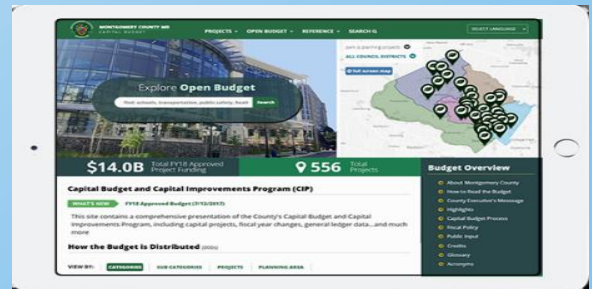 MONTGOMERY COUNTY MD
CAPITAL BUDGET
PROJECTS
OPEN BUDGET
REFERENCE
SEARCH
SELECT LANGUAGE
Explore Open Budget
Search
ALL COUNCIL DISTRICTS
full screen map
$14.0B Total FY18 Approved
Project Funding
556 Total
Projects
Capital Budget and Capital Improvements Program (CIP)
WHAT'S NEW FY18 Approved Budget (7/13/2017)
This site contains a comprehensive presentation of the County's Capital Budget and Capital
Improvements Program, including capital projects, fiscal year changes, general ledger data...and much
more
How the Budget is Distributed
VIEW BY: CATEGORIES SUB CATEGORIES PROJECTS PLANNING AREA
Budget Overview
About Montgomery County
How to Read the Budget
County Executive's Message
Highlights
Capital Budget Process
Fiscal Policy
Public Input
Credits
Glossary
Acronyms